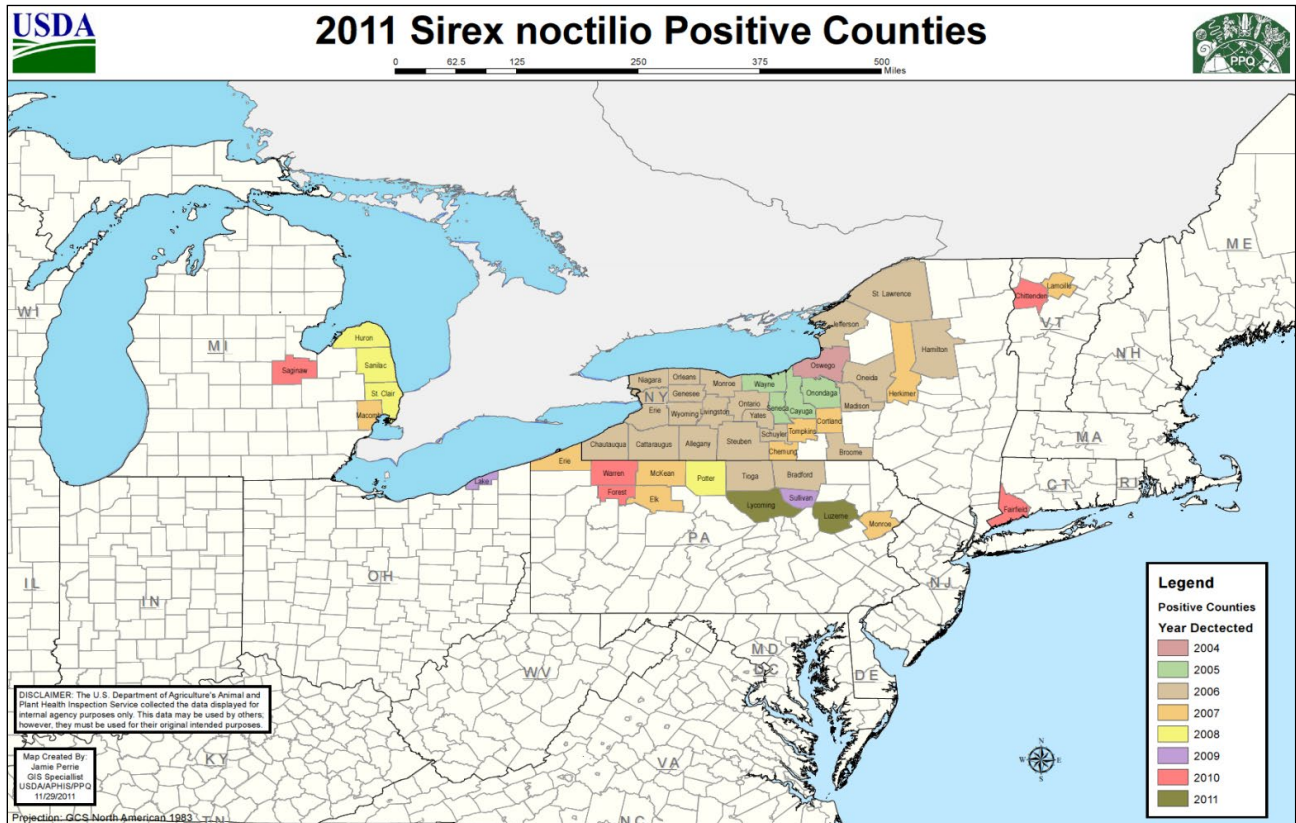 USDA
2011 Sirex noctilio Positive Counties
PPQ
0 62.5 125 250 375 500
Miles
ME
St. Lawrence
Lamoille
Chittenden
VT
WI
Jefferson
Huron
MI
Hamilton
NH
Sanilac
Oswego
Saginaw
Oneida
Niagara
Orleans
Monroe
Wayne
St. Clair
Onondaga
Herkimer
NY
Genesee
Ontario
Seneca
Cayuga
Madison
Macomb
Erie
Wyoming
Livingston
Yates
Cortland
Tompkins
MA
Chautauqua
Cattaraugus
Allegany
Steuben
Schuyler
Chemung
Broome
Erie
Warren
McKean
Potter
Tioga
Bradford
Lake
CT
RI
Forest
Elk
Sullivan
Lycoming
Luzerne
Fairfield
Monroe
PA
IL
IN
OH
NJ
Legend
Positive Counties
Year Dectected
2004
2005
2006
2007
2008
2009
2010
2011
MD
DC
WV
DE
DISCLAIMER: The U.S. Department of Agriculture's Animal and
Plant Health Inspection Service collected the data displayed for
internal agency purposes only. This data may be used by others;
however, they must be used for their original intended purposes.
KY
VA
N
W
E
S
Map Created By:
Jamie Perrie
GIS Speciallist
USDA/APHIS/PPQ
11/29/2011
Projection: GCS North American 1983
TN
NC